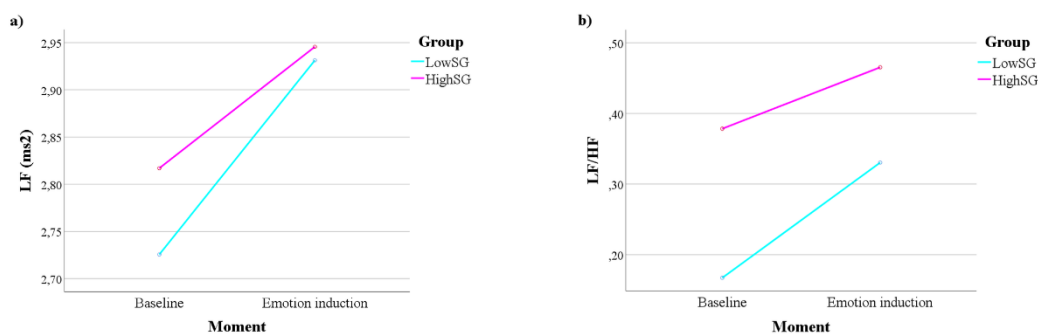 a)
2,95
2,90
2,85
2,80
2,75
2,70
LF (ms2)
Baseline
Emotion induction
Moment
Group
LowSG
HighSG
b)
,50
,40
,30
,20
LF/HF
Baseline
Emotion induction
Moment
Group
LowSG
HighSG